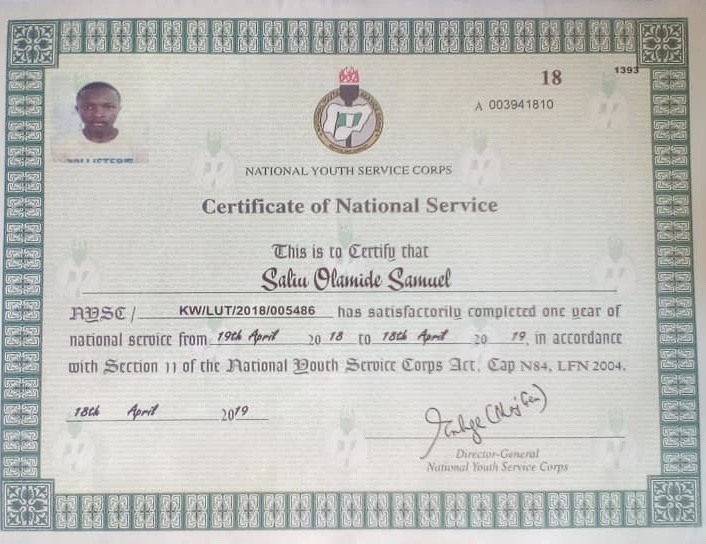 18
1393
A 003941810
NATIONAL YOUTH SERVICE CORPS
Certificate of National Service
This is to Certify that
Saliu Olamide Samuel
NYSC/ KW/LUT/2018/005486 has satisfactorily completed one year of
national service from 19th April 2018 to 18th April 2019, in accordance
with Section 11 of the National Youth Service Corps Act, Cap N84, LFN 2004.
18th April 2019
Director-General
National Youth Service Corps